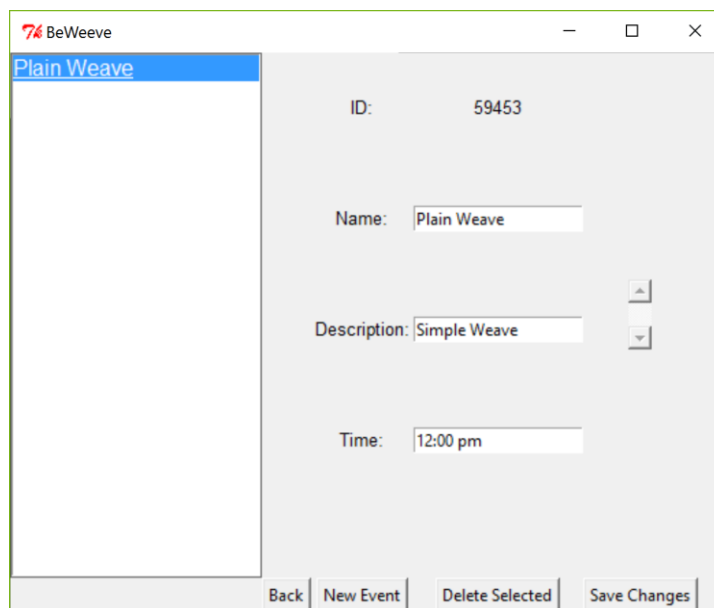 BeWeeve
Plain Weave
ID: 59453
Name: Plain Weave
Description: Simple Weave
Time: 12:00 pm
Back New Event Delete Selected Save Changes